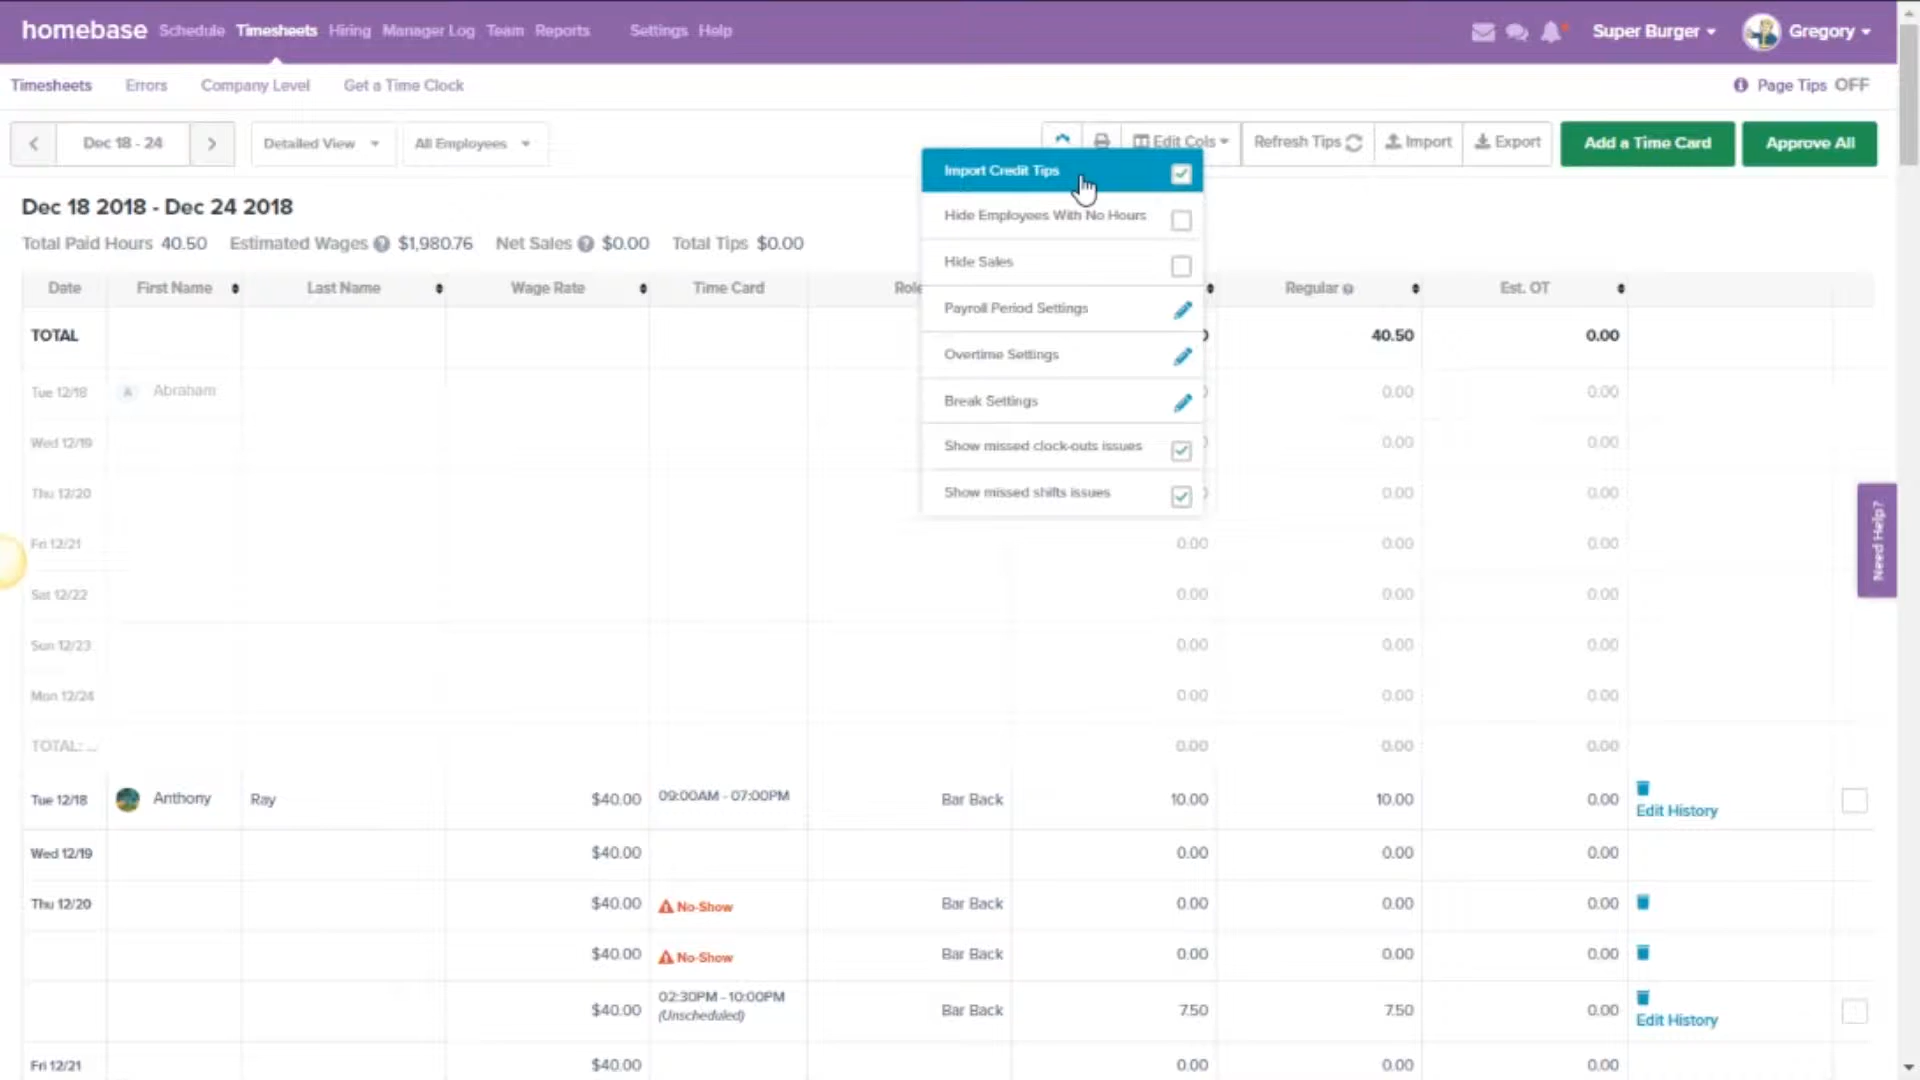 homebase Schedule Timesheets Hiring Manager Log Team Reports Settings Help Super Burger Gregory
Timesheets Errors Company Level Get a Time Clock Page Tips OFF
Dec 18 - 24 Detailed View All Employees Edit Cols Refresh Tips Import Export Add a Time Card Approve All
Import Credit Tips
Hide Employees With No Hours
Hide Sales
Payroll Period Settings
Overtime Settings
Break Settings
Show missed clock-outs issues
Show missed shifts issues
Dec 18 2018 - Dec 24 2018
Total Paid Hours 40.50 Estimated Wages $1,980.76 Net Sales $0.00 Total Tips $0.00
Date First Name Last Name Wage Rate Time Card Regular Est. OT
TOTAL 40.50 0.00
Tue 12/18 A Abraham 0.00 0.00
Wed 12/19 0.00 0.00
Thu 12/20 0.00 0.00
Fri 12/21 0.00 0.00 0.00
Sat 12/22 0.00 0.00 0.00
Sun 12/23 0.00 0.00 0.00
Mon 12/24 0.00 0.00 0.00
TOTAL: ... 0.00 0.00 0.00
Tue 12/18 Anthony Ray $40.00 09:00AM - 07:00PM Bar Back 10.00 10.00 0.00
Edit History
Wed 12/19 $40.00 0.00 0.00 0.00
Thu 12/20 $40.00 No-Show Bar Back 0.00 0.00 0.00
$40.00 No-Show Bar Back 0.00 0.00 0.00
$40.00 02:30PM - 10:00PM Bar Back 7.50 7.50 0.00
(Unscheduled) Edit History
Fri 12/21 $40.00 0.00 0.00 0.00
Need Help?